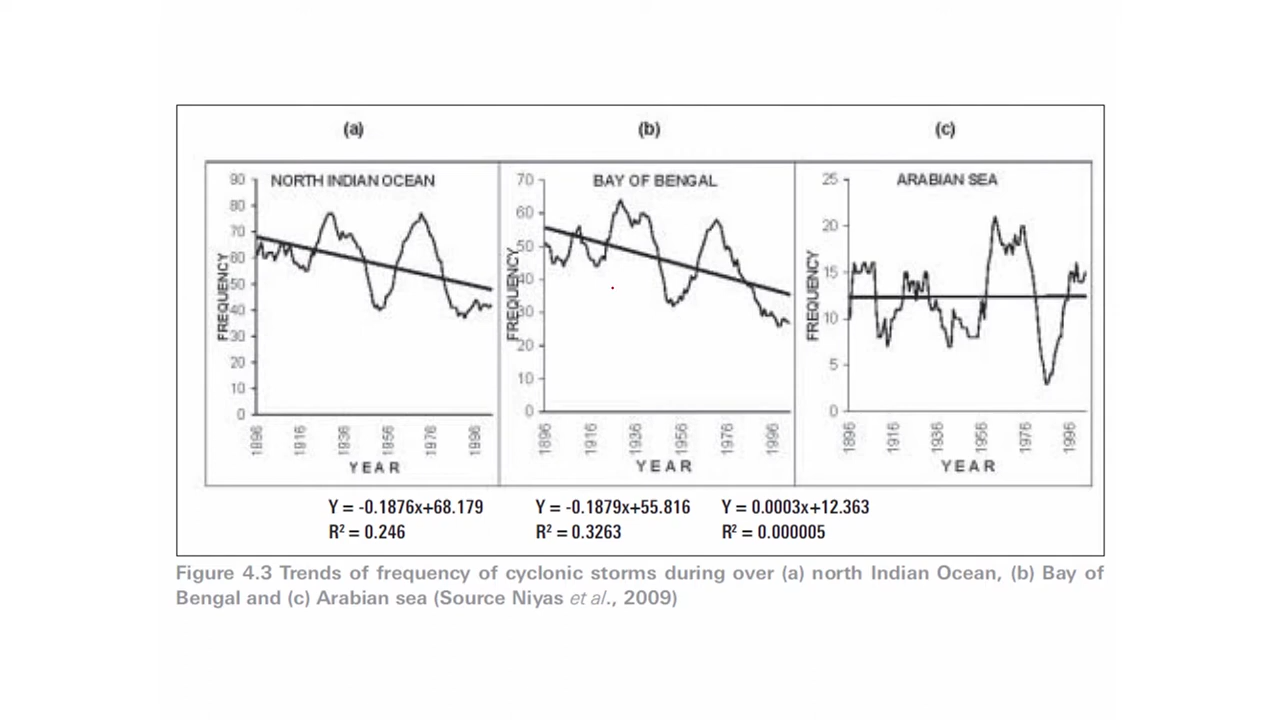 (a) (b) (c)
NORTH INDIAN OCEAN
90
80
70
60
50
40
30
20
10
0
FREQUENCY
1896 1916 1936 1956 1976 1996
YEAR
BAY OF BENGAL
70
60
50
40
30
20
10
0
FREQUENCY
1896 1916 1936 1956 1976 1996
YEAR
ARABIAN SEA
25
20
15
10
5
0
FREQUENCY
1896 1916 1936 1956 1976 1996
YEAR
Y = -0.1876x+68.179 Y = -0.1879x+55.816 Y = 0.0003x+12.363
R² = 0.246 R² = 0.3263 R² = 0.000005
Figure 4.3 Trends of frequency of cyclonic storms during over (a) north Indian Ocean, (b) Bay of
Bengal and (c) Arabian sea (Source Niyas et al., 2009)